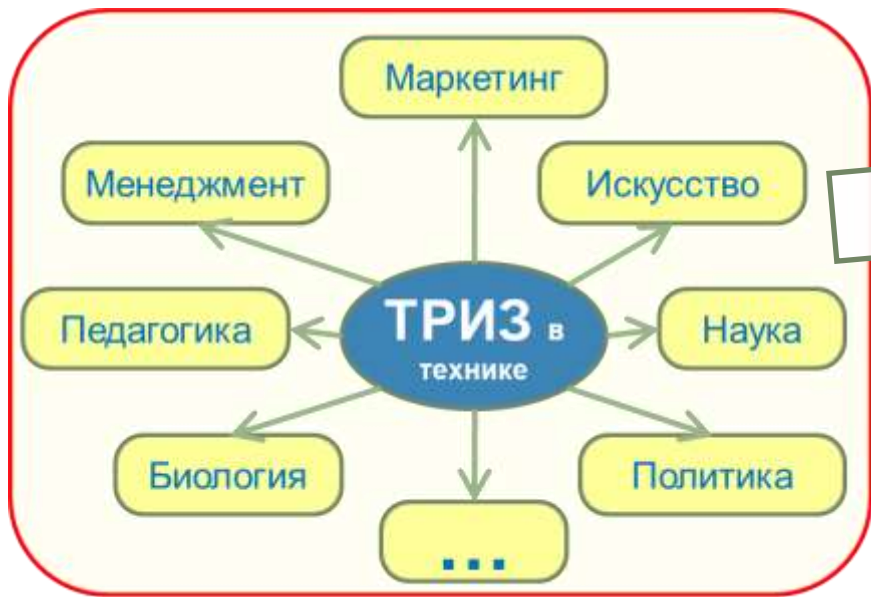 Маркетинг
Менеджмент
Искусство
Педагогика
ТРИЗ в
технике
Наука
Биология
Политика
...